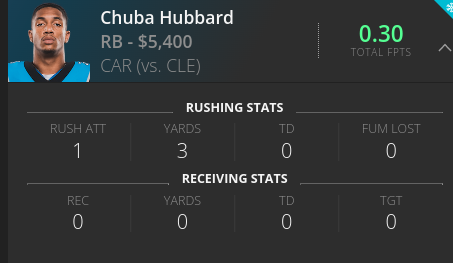 Chuba Hubbard
RB - $5,400
CAR (vs. CLE)
0.30
TOTAL FPTS
RUSHING STATS
RUSH ATT YARDS TD FUM LOST
1 3 0 0
RECEIVING STATS
REC YARDS TD TGT
0 0 0 0